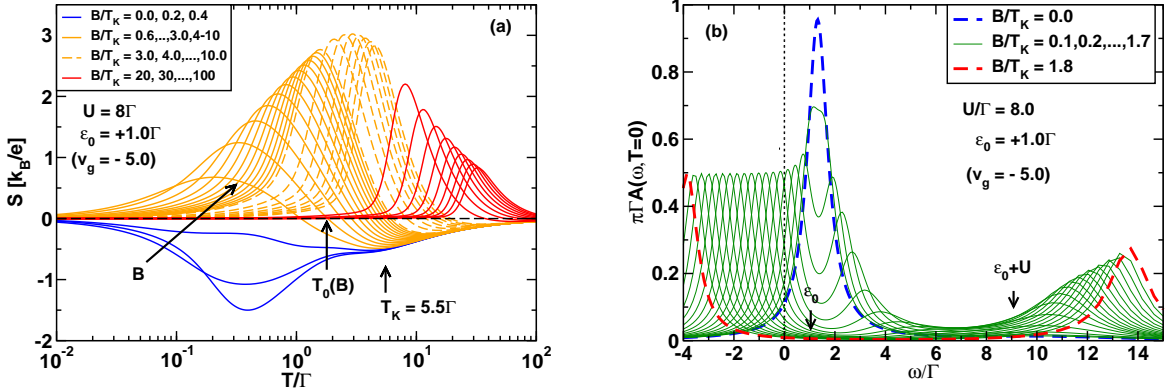 (a)
B/T_K = 0.0, 0.2, 0.4
B/T_K = 0.6,..,3.0,4-10
B/T_K = 3.0, 4.0,...,10.0
B/T_K = 20, 30,...,100
U = 8Γ
ε_0 = +1.0Γ
(v_g = - 5.0)
B
T_0(B)
T_K = 5.5Γ
S [k_B/e]
3
2
1
0
-1
-2
10^-2
10^-1
10^0
10^1
10^2
T/Γ
(b)
B/T_K = 0.0
B/T_K = 0.1,0.2,...,1.7
B/T_K = 1.8
U/Γ = 8.0
ε_0 = +1.0Γ
(v_g = - 5.0)
ε_0
ε_0+U
πΓA(ω,T=0)
1
0.8
0.6
0.4
0.2
0
-4
-2
0
2
4
6
8
10
12
14
ω/Γ